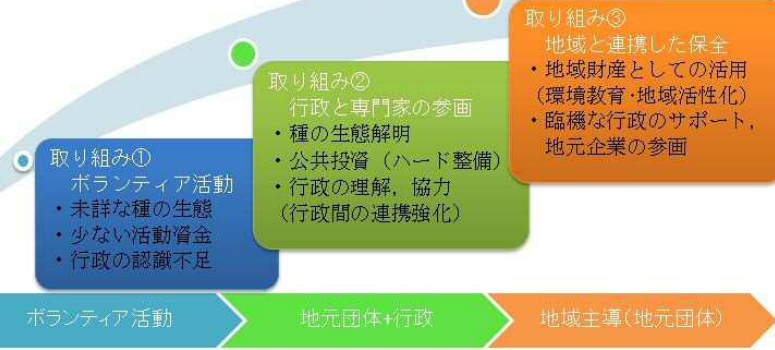 取り組み①
ボランティア活動
・未詳な種の生態
・少ない活動資金
・行政の認識不足
取り組み②
行政と専門家の参画
・種の生態解明
・公共投資（ハード整備）
・行政の理解，協力
（行政間の連携強化）
取り組み③
地域と連携した保全
・地域財産としての活用
（環境教育・地域活性化）
・臨機な行政のサポート，
地元企業の参画
ボランティア活動
地元団体+行政
地域主導(地元団体)